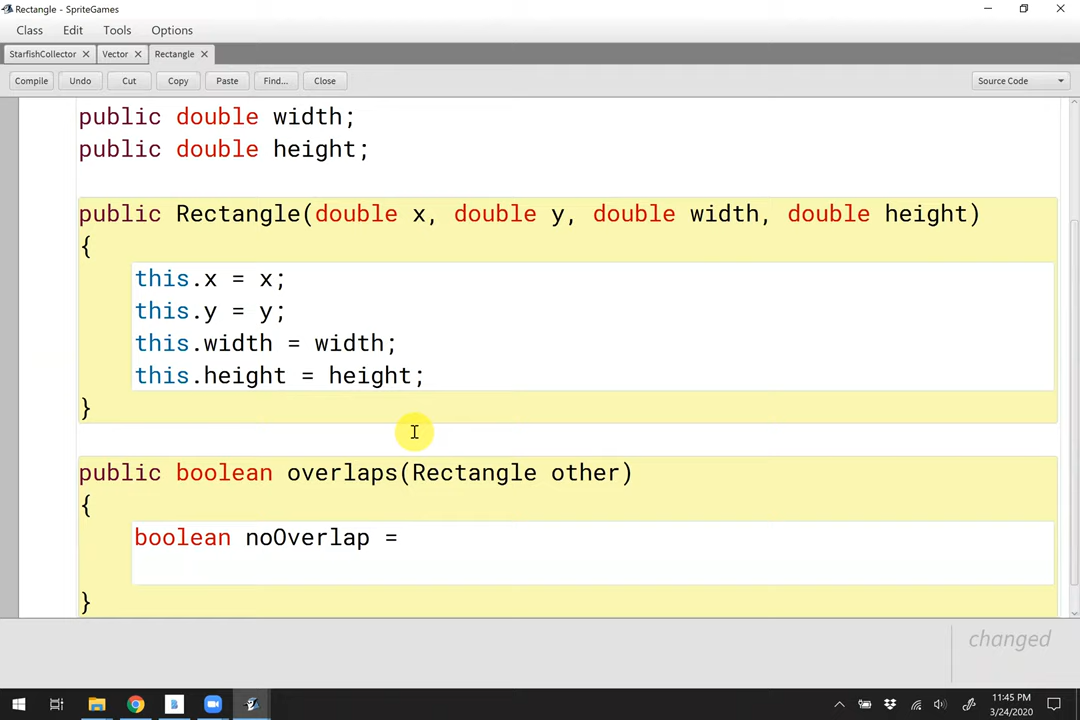 Rectangle - SpriteGames
Class Edit Tools Options
StarfishCollector Vector Rectangle
Compile Undo Cut Copy Paste Find... Close Source Code
public double width;
public double height;
public Rectangle(double x, double y, double width, double height)
{
this.x = x;
this.y = y;
this.width = width;
this.height = height;
}
public boolean overlaps(Rectangle other)
{
boolean noOverlap =
}
changed
11:45 PM
3/24/2020